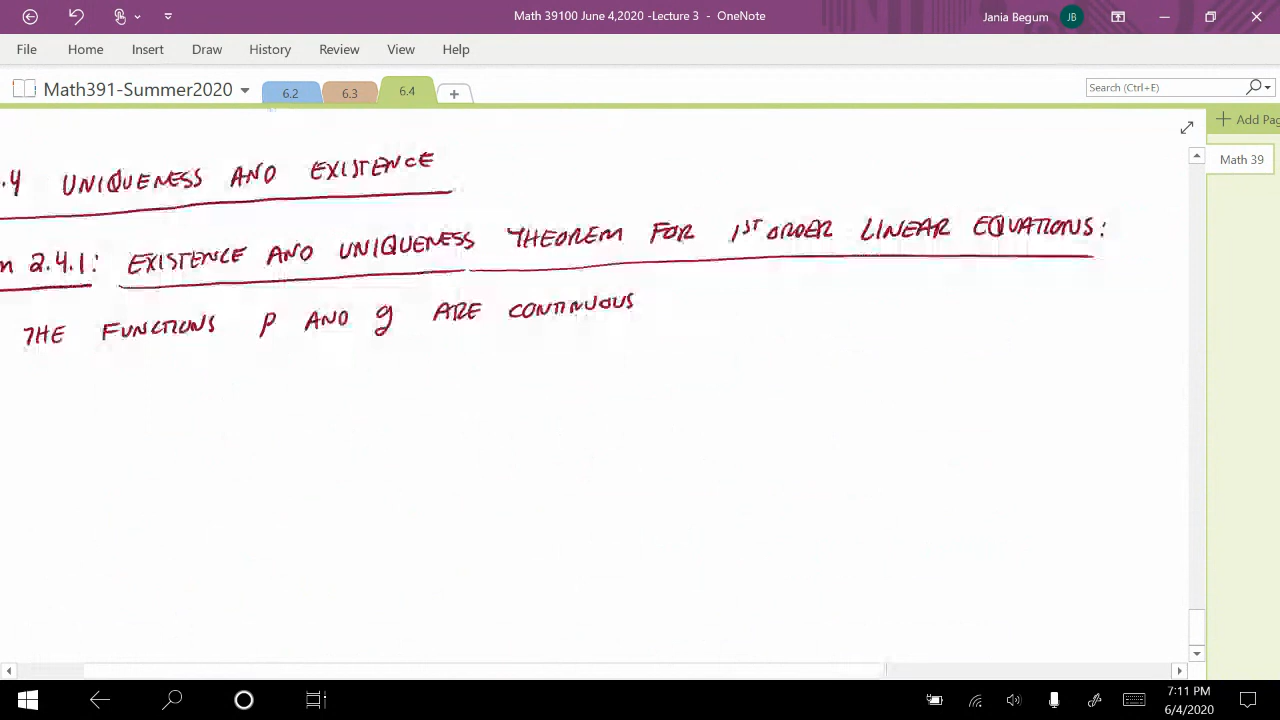 Math 39100 June 4,2020 -Lecture 3 - OneNote
Jania Begum JB
File Home Insert Draw History Review View Help
Math391-Summer2020 6.2 6.3 6.4
Search (Ctrl+E)
Add Pag
Math 39
.4 UNIQUENESS AND EXISTENCE
m 2.4.1: EXISTENCE AND UNIQUENESS THEOREM FOR 1ST ORDER LINEAR EQUATIONS:
THE FUNCTIONS p AND g ARE CONTINUOUS
7:11 PM
6/4/2020